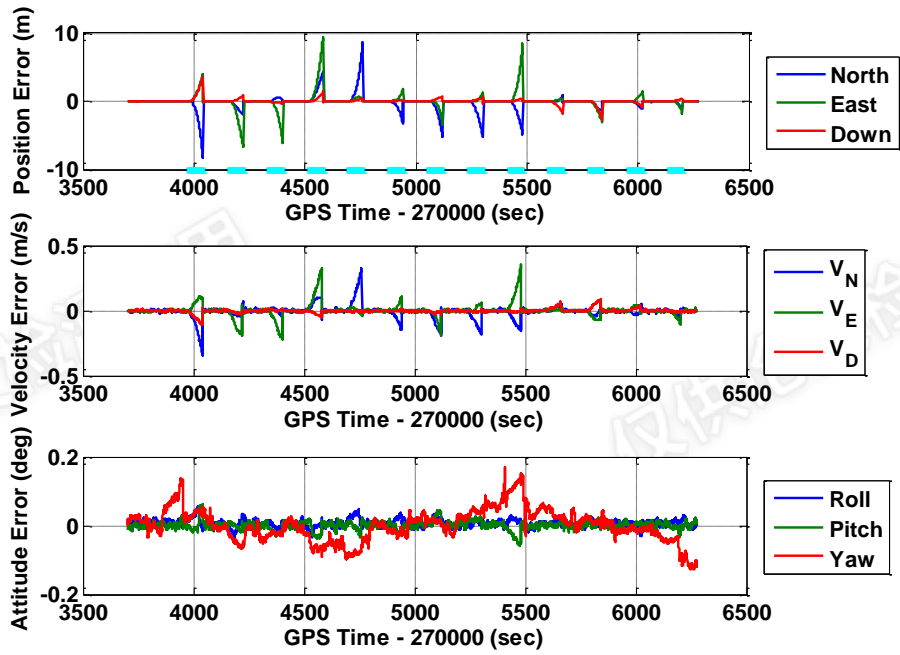 Position Error (m)
10
0
-10
3500 4000 4500 5000 5500 6000 6500
GPS Time - 270000 (sec)
North
East
Down
Velocity Error (m/s)
0.5
0
-0.5
3500 4000 4500 5000 5500 6000 6500
GPS Time - 270000 (sec)
V_N
V_E
V_D
Attitude Error (deg)
0.2
0
-0.2
3500 4000 4500 5000 5500 6000 6500
GPS Time - 270000 (sec)
Roll
Pitch
Yaw